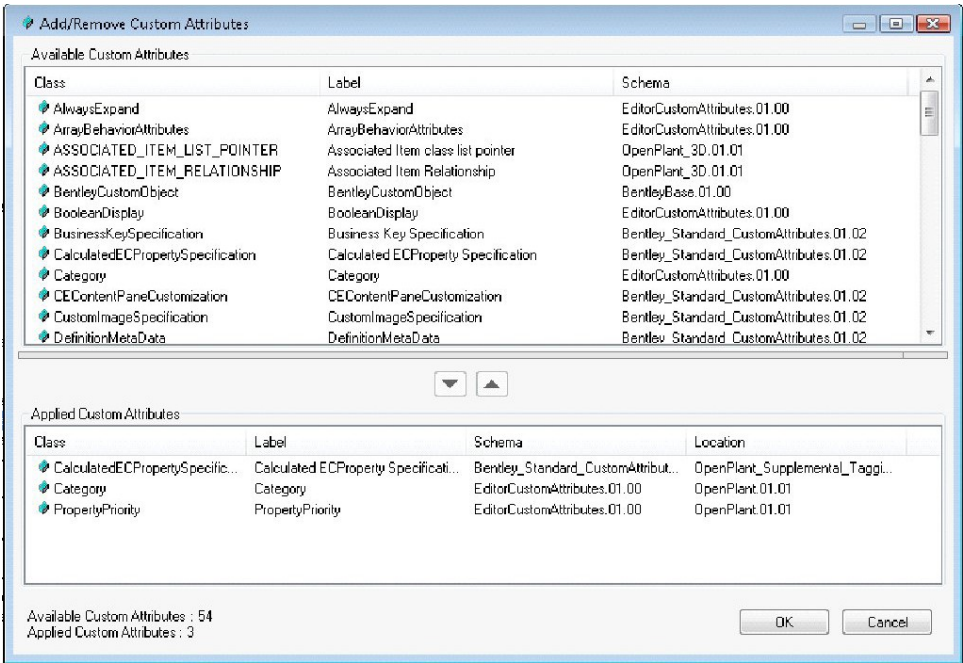 Add/Remove Custom Attributes
Available Custom Attributes
Class Label Schema
AlwaysExpand AlwaysExpand EditorCustomAttributes.01.00
ArrayBehaviorAttributes ArrayBehaviorAttributes EditorCustomAttributes.01.00
ASSOCIATED_ITEM_LIST_POINTER Associated Item class list pointer OpenPlant_3D.01.01
ASSOCIATED_ITEM_RELATIONSHIP Associated Item Relationship OpenPlant_3D.01.01
BentleyCustomObject BentleyCustomObject BentleyBase.01.00
BooleanDisplay BooleanDisplay EditorCustomAttributes.01.00
BusinessKeySpecification Business Key Specification Bentley_Standard_CustomAttributes.01.02
CalculatedECPropertySpecification Calculated ECProperty Specification Bentley_Standard_CustomAttributes.01.02
Category Category EditorCustomAttributes.01.00
CEContentPaneCustomization CEContentPaneCustomization Bentley_Standard_CustomAttributes.01.02
CustomImageSpecification CustomImageSpecification Bentley_Standard_CustomAttributes.01.02
DefinitionMetaData DefinitionMetaData Bentley_Standard_CustomAttributes.01.02
Applied Custom Attributes
Class Label Schema Location
CalculatedECPropertySpecific... Calculated ECProperty Specificati... Bentley_Standard_CustomAttribut... OpenPlant_Supplemental_Taggi...
Category Category EditorCustomAttributes.01.00 OpenPlant.01.01
PropertyPriority PropertyPriority EditorCustomAttributes.01.00 OpenPlant.01.01
Available Custom Attributes : 54
Applied Custom Attributes : 3
OK Cancel